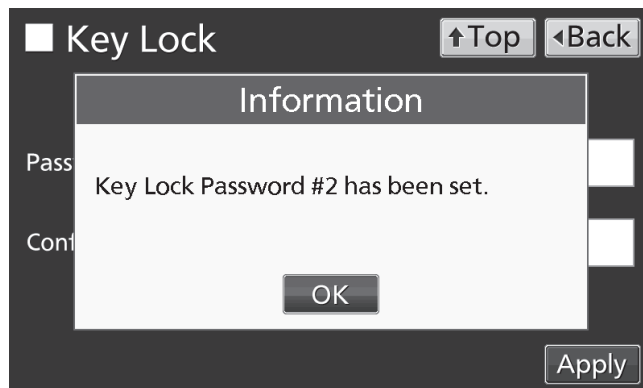 Key Lock
Top
Back
Information
Pass
Key Lock Password #2 has been set.
Conf
OK
Apply